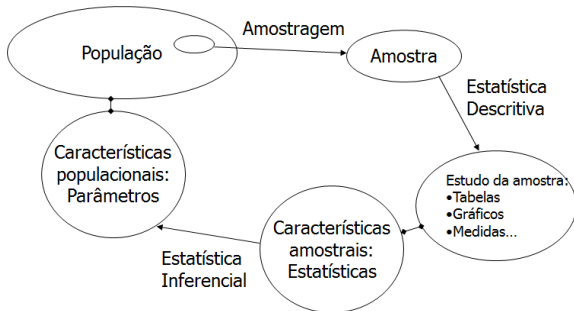 População
Amostragem
Amostra
Estatística
Descritiva
Estudo da amostra:
•Tabelas
•Gráficos
•Medidas...
Características
amostrais:
Estatísticas
Estatística
Inferencial
Características
populacionais:
Parâmetros